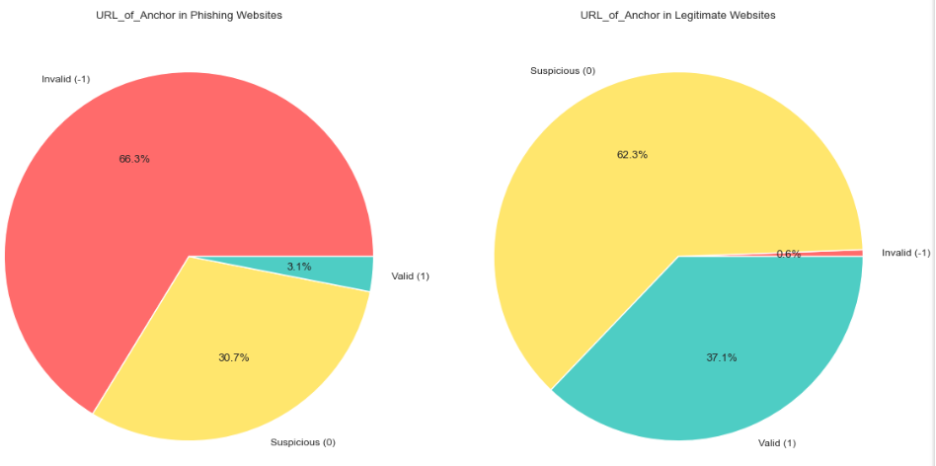 URL_of_Anchor in Phishing Websites
Invalid (-1)
66.3%
3.1%
Valid (1)
30.7%
Suspicious (0)
URL_of_Anchor in Legitimate Websites
Suspicious (0)
62.3%
0.6%
Invalid (-1)
37.1%
Valid (1)